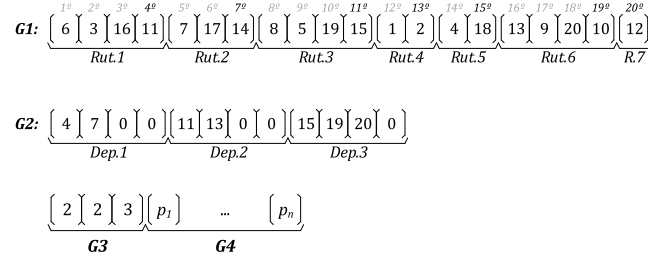 1º 2º 3º 4º 5º 6º 7º 8º 9º 10º 11º 12º 13º 14º 15º 16º 17º 18º 19º 20º
G1: 6 3 16 11 7 17 14 8 5 19 15 1 2 4 18 13 9 20 10 12
Rut.1 Rut.2 Rut.3 Rut.4 Rut.5 Rut.6 R.7
G2: 4 7 0 0 11 13 0 0 15 19 20 0
Dep.1 Dep.2 Dep.3
2 2 3 p1 ... pn
G3 G4